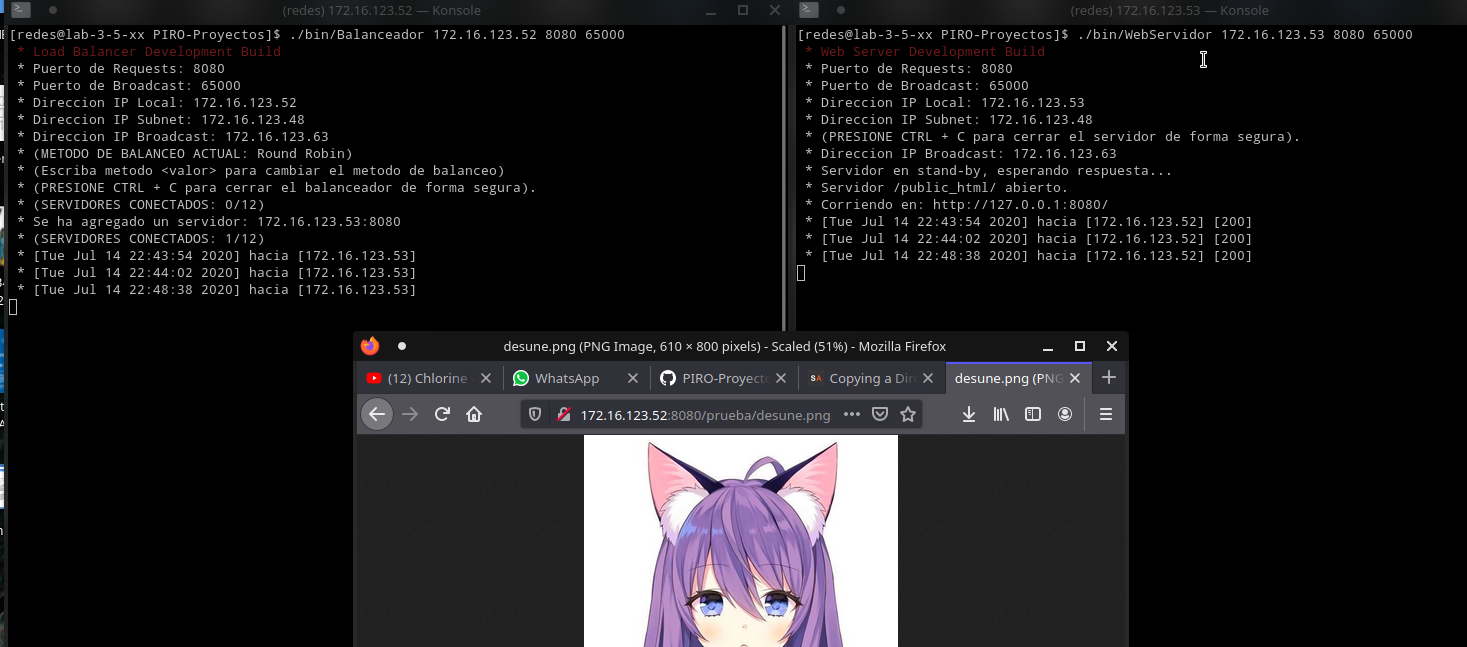 (redes) 172.16.123.52 — Konsole
[redes@lab-3-5-xx PIRO-Proyectos]$ ./bin/Balanceador 172.16.123.52 8080 65000
* Load Balancer Development Build
* Puerto de Requests: 8080
* Puerto de Broadcast: 65000
* Direccion IP Local: 172.16.123.52
* Direccion IP Subnet: 172.16.123.48
* Direccion IP Broadcast: 172.16.123.63
* (METODO DE BALANCEO ACTUAL: Round Robin)
* (Escriba metodo <valor> para cambiar el metodo de balanceo)
* (PRESIONE CTRL + C para cerrar el balanceador de forma segura).
* (SERVIDORES CONECTADOS: 0/12)
* Se ha agregado un servidor: 172.16.123.53:8080
* (SERVIDORES CONECTADOS: 1/12)
* [Tue Jul 14 22:43:54 2020] hacia [172.16.123.53]
* [Tue Jul 14 22:44:02 2020] hacia [172.16.123.53]
* [Tue Jul 14 22:48:38 2020] hacia [172.16.123.53]
(redes) 172.16.123.53 — Konsole
[redes@lab-3-5-xx PIRO-Proyectos]$ ./bin/WebServidor 172.16.123.53 8080 65000
* Web Server Development Build
* Puerto de Requests: 8080
* Puerto de Broadcast: 65000
* Direccion IP Local: 172.16.123.53
* Direccion IP Subnet: 172.16.123.48
* (PRESIONE CTRL + C para cerrar el servidor de forma segura).
* Direccion IP Broadcast: 172.16.123.63
* Servidor en stand-by, esperando respuesta...
* Servidor /public_html/ abierto.
* Corriendo en: http://127.0.0.1:8080/
* [Tue Jul 14 22:43:54 2020] hacia [172.16.123.52] [200]
* [Tue Jul 14 22:44:02 2020] hacia [172.16.123.52] [200]
* [Tue Jul 14 22:48:38 2020] hacia [172.16.123.52] [200]
desune.png (PNG Image, 610 × 800 pixels) - Scaled (51%) - Mozilla Firefox
(12) Chlorine
WhatsApp
PIRO-Proyect
SA Copying a Dir
desune.png (PNG
172.16.123.52:8080/prueba/desune.png